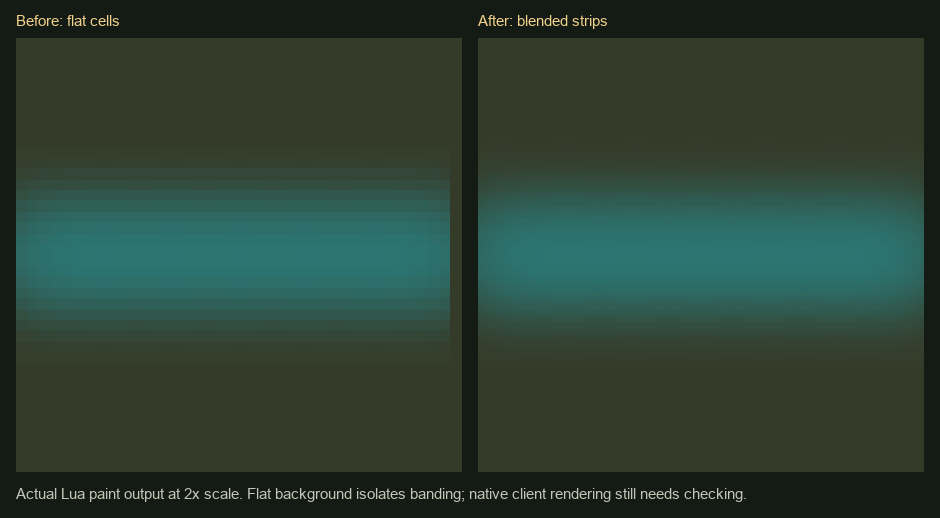 Before: flat cells
After: blended strips
Actual Lua paint output at 2x scale. Flat background isolates banding; native client rendering still needs checking.